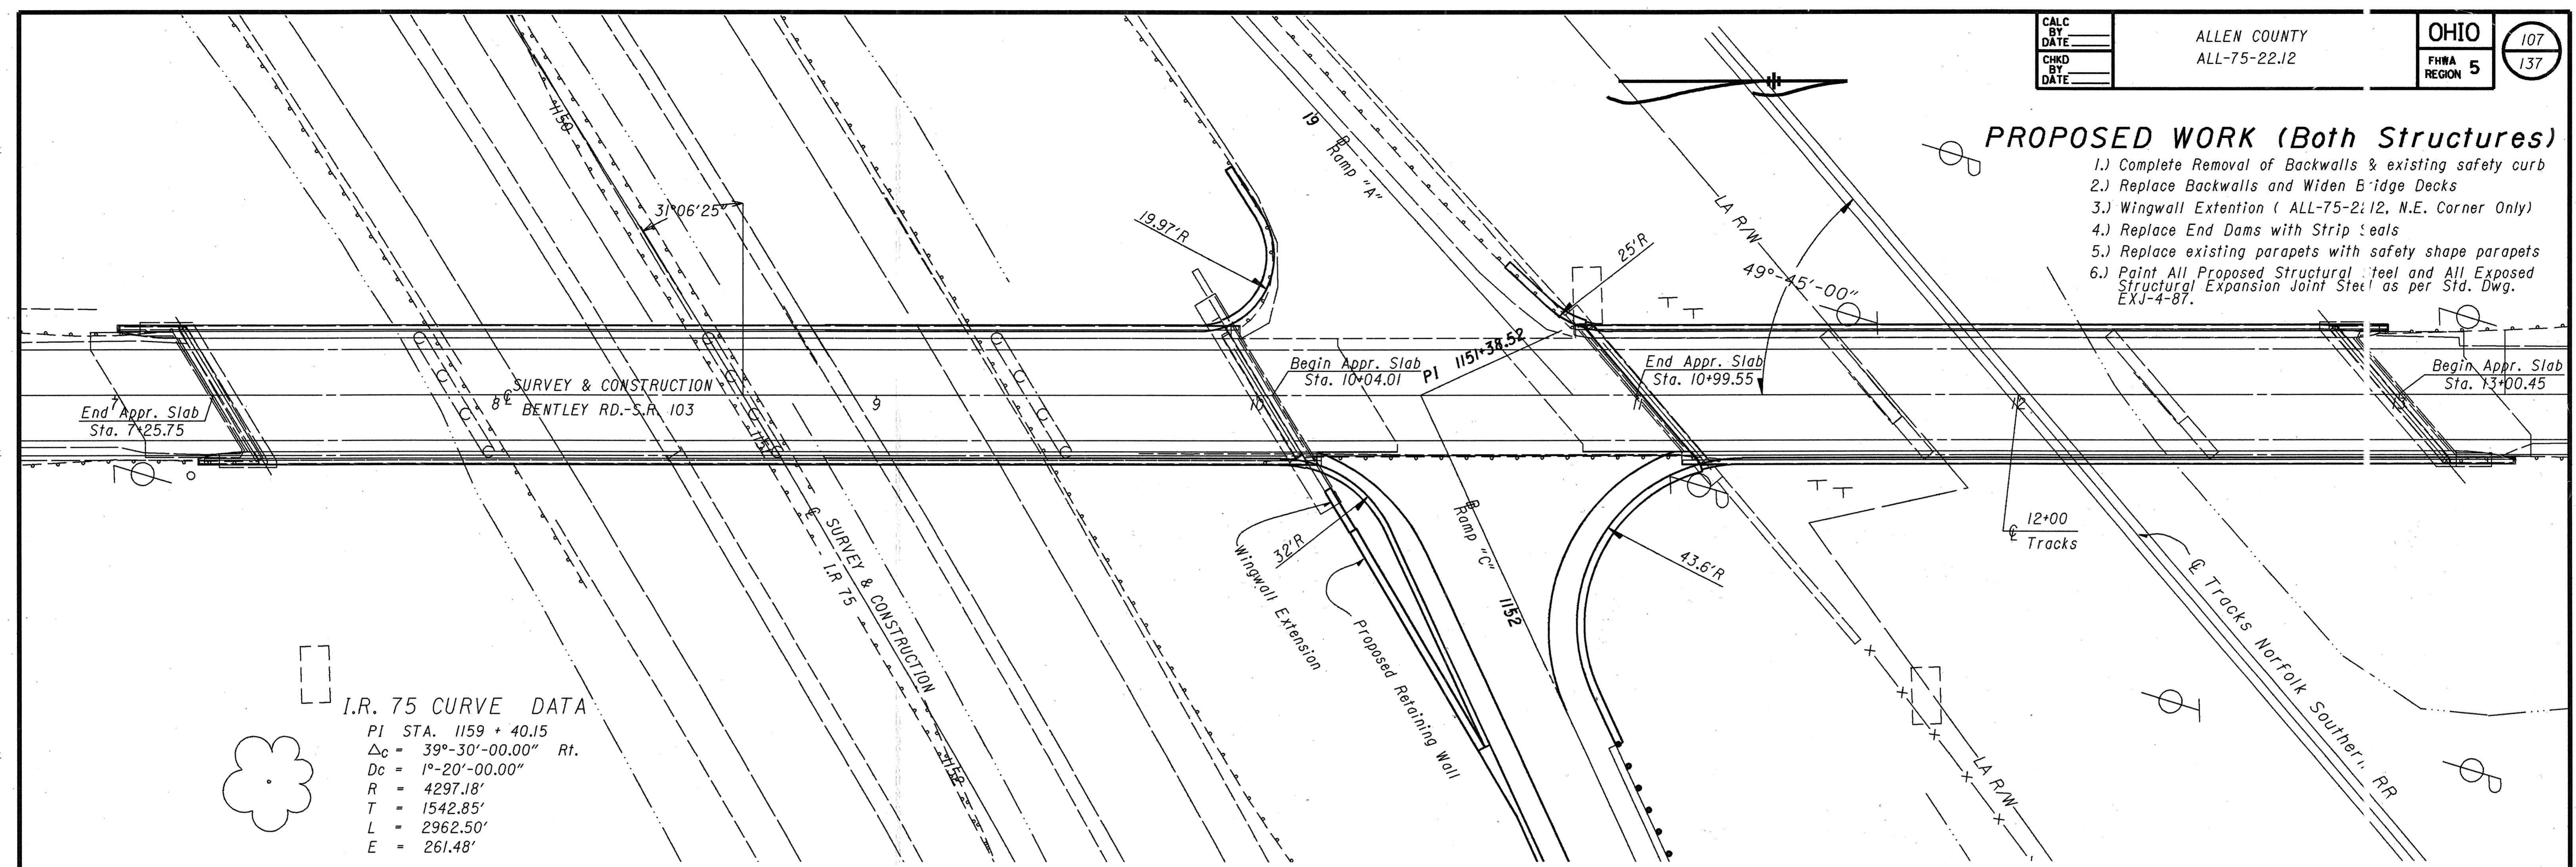 CALC
BY
DATE
CHKD
BY
DATE
ALLEN COUNTY
ALL-75-22.12
OHIO
FHWA
REGION 5
107
137
PROPOSED WORK (Both Structures)
1.) Complete Removal of Backwalls & existing safety curb
2.) Replace Backwalls and Widen Bridge Decks
3.) Wingwall Extention ( ALL-75-22.12, N.E. Corner Only)
4.) Replace End Dams with Strip Seals
5.) Replace existing parapets with safety shape parapets
6.) Paint All Proposed Structural Steel and All Exposed
Structural Expansion Joint Steel as per Std. Dwg.
EXJ-4-87.
1150
31°06'25"
19.97'R
19
Ramp "A"
25'R
LA R/W
49°-45'-00"
PI 1151+38.52
Begin Appr. Slab
Sta. 10+04.01
End Appr. Slab
Sta. 10+99.55
Begin Appr. Slab
Sta. 13+00.45
End Appr. Slab
Sta. 7+25.75
7
8
℄ SURVEY & CONSTRUCTION
BENTLEY RD.-S.R. 103
9
10
11
12
13
1151
℄ SURVEY & CONSTRUCTION
I.R 75
1152
Wingwall Extension
32'R
Proposed Retaining Wall
Ramp "C"
1152
43.6'R
12+00
℄ Tracks
℄ Tracks Norfolk Southern RR
LA R/W
I.R. 75 CURVE DATA
PI STA. 1159 + 40.15
Δc = 39°-30'-00.00" Rt.
Dc = 1°-20'-00.00"
R = 4297.18'
T = 1542.85'
L = 2962.50'
E = 261.48'